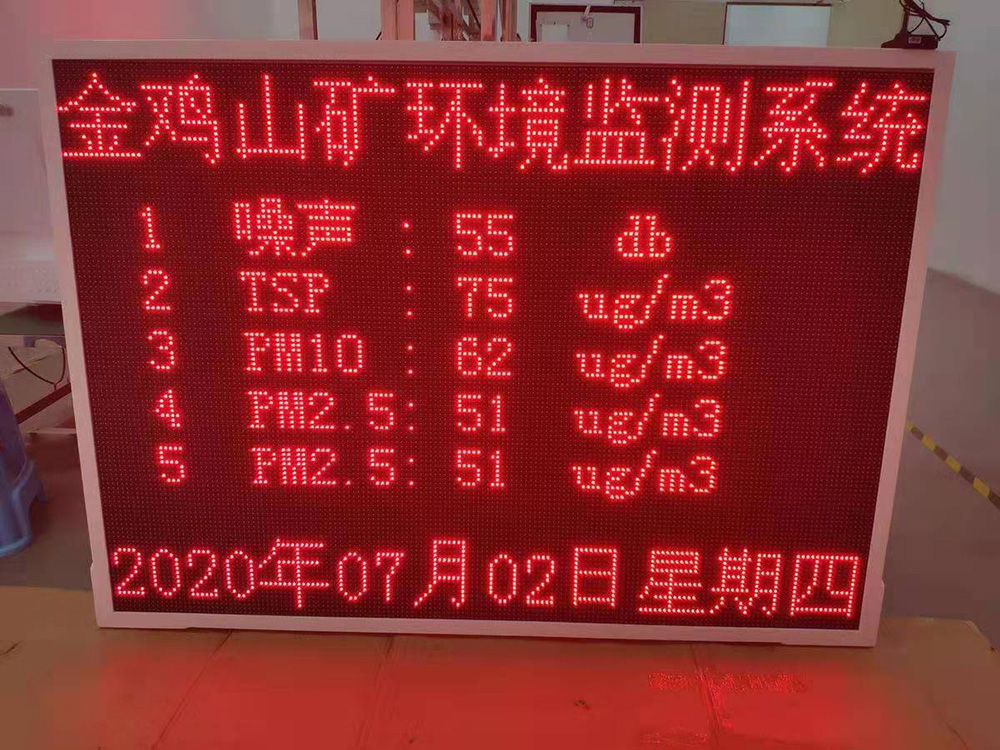 金鸡山矿环境监测系统
1 噪声 : 55 db
2 TSP : 75 ug/m3
3 PM10 : 62 ug/m3
4 PM2.5: 51 ug/m3
5 PM2.5: 51 ug/m3
2020年07月02日星期四